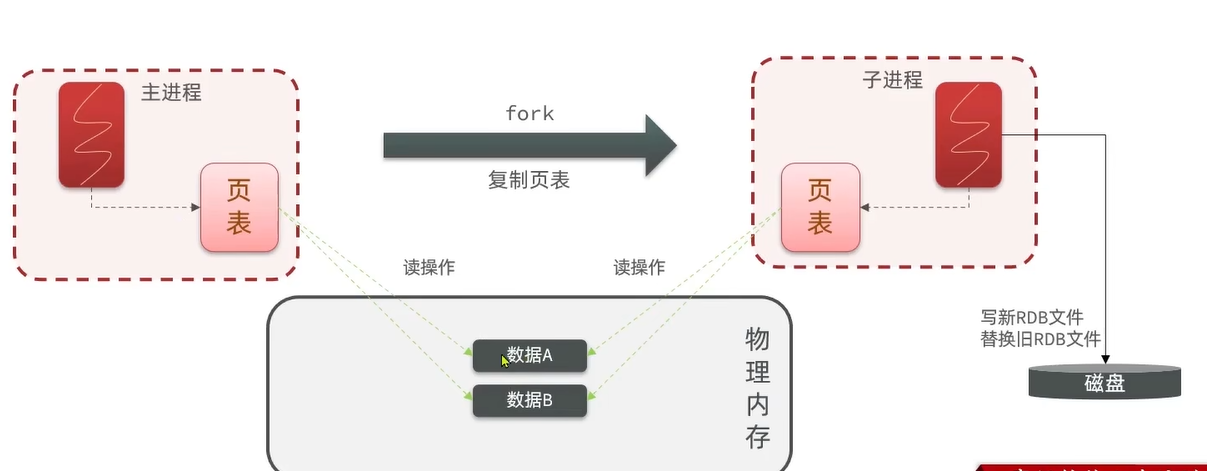 主进程
子进程
fork
复制页表
页
表
页
表
读操作
读操作
写新RDB文件
替换旧RDB文件
数据A
数据B
物
理
内
存
磁盘